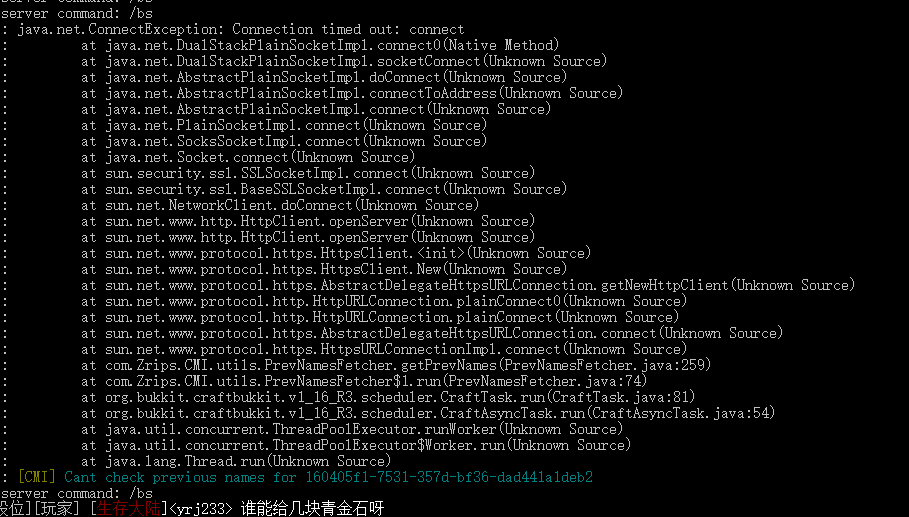 server command: /bs
server command: /bs
: java.net.ConnectException: Connection timed out: connect
: at java.net.DualStackPlainSocketImpl.connect0(Native Method)
: at java.net.DualStackPlainSocketImpl.socketConnect(Unknown Source)
: at java.net.AbstractPlainSocketImpl.doConnect(Unknown Source)
: at java.net.AbstractPlainSocketImpl.connectToAddress(Unknown Source)
: at java.net.AbstractPlainSocketImpl.connect(Unknown Source)
: at java.net.PlainSocketImpl.connect(Unknown Source)
: at java.net.SocksSocketImpl.connect(Unknown Source)
: at java.net.Socket.connect(Unknown Source)
: at sun.security.ssl.SSLSocketImpl.connect(Unknown Source)
: at sun.security.ssl.BaseSSLSocketImpl.connect(Unknown Source)
: at sun.net.NetworkClient.doConnect(Unknown Source)
: at sun.net.www.http.HttpClient.openServer(Unknown Source)
: at sun.net.www.http.HttpClient.openServer(Unknown Source)
: at sun.net.www.protocol.https.HttpsClient.<init>(Unknown Source)
: at sun.net.www.protocol.https.HttpsClient.New(Unknown Source)
: at sun.net.www.protocol.https.AbstractDelegateHttpsURLConnection.getNewHttpClient(Unknown Source)
: at sun.net.www.protocol.http.HttpURLConnection.plainConnect0(Unknown Source)
: at sun.net.www.protocol.http.HttpURLConnection.plainConnect(Unknown Source)
: at sun.net.www.protocol.https.AbstractDelegateHttpsURLConnection.connect(Unknown Source)
: at sun.net.www.protocol.https.HttpsURLConnectionImpl.connect(Unknown Source)
: at com.Zrips.CMI.utils.PrevNamesFetcher.getPrevNames(PrevNamesFetcher.java:259)
: at com.Zrips.CMI.utils.PrevNamesFetcher$1.run(PrevNamesFetcher.java:74)
: at org.bukkit.craftbukkit.v1_16_R3.scheduler.CraftTask.run(CraftTask.java:81)
: at org.bukkit.craftbukkit.v1_16_R3.scheduler.CraftAsyncTask.run(CraftAsyncTask.java:54)
: at java.util.concurrent.ThreadPoolExecutor.runWorker(Unknown Source)
: at java.util.concurrent.ThreadPoolExecutor$Worker.run(Unknown Source)
: at java.lang.Thread.run(Unknown Source)
: [CMI] Cant check previous names for 160405f1-7531-357d-bf36-dad441a1deb2
server command: /bs
段位][玩家] [生存大陆]<yrj233> 谁能给几块青金石呀